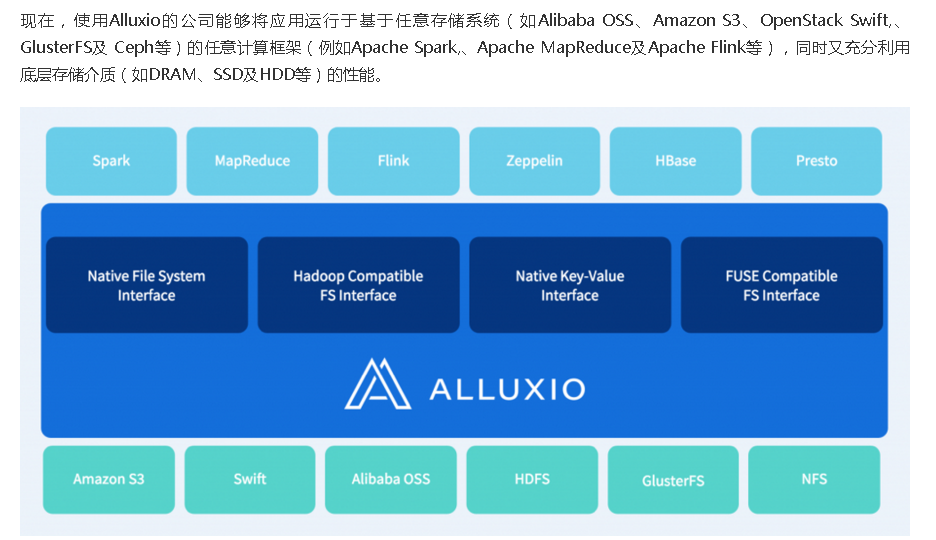 现在，使用Alluxio的公司能够将应用运行于基于任意存储系统（如Alibaba OSS、Amazon S3、OpenStack Swift,、
GlusterFS及 Ceph等）的任意计算框架（例如Apache Spark,、Apache MapReduce及Apache Flink等），同时又充分利用
底层存储介质（如DRAM、SSD及HDD等）的性能。
Spark
MapReduce
Flink
Zeppelin
HBase
Presto
Native File System
Interface
Hadoop Compatible
FS Interface
Native Key-Value
Interface
FUSE Compatible
FS Interface
ALLUXIO
Amazon S3
Swift
Alibaba OSS
HDFS
GlusterFS
NFS